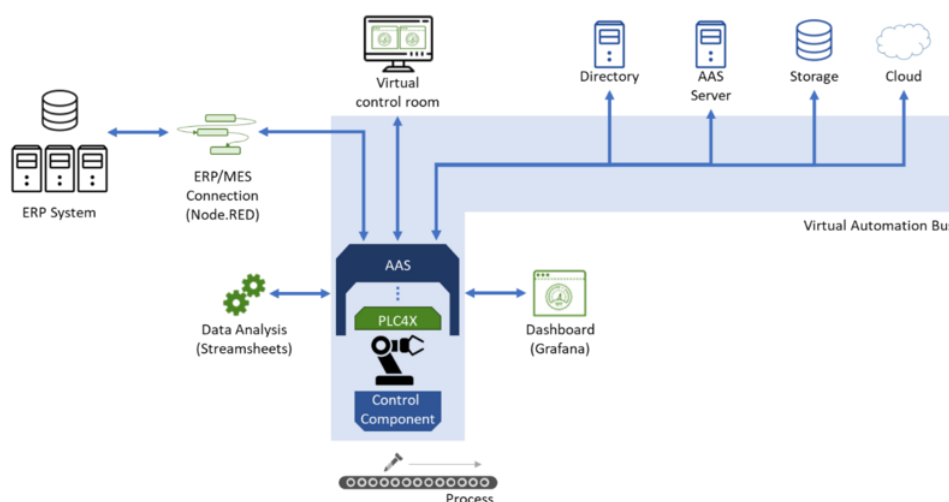 Virtual
control room
Directory
AAS
Server
Storage
Cloud
ERP System
ERP/MES
Connection
(Node.RED)
Virtual Automation Bus
AAS
PLC4X
Data Analysis
(Streamsheets)
Dashboard
(Grafana)
Control
Component
Process